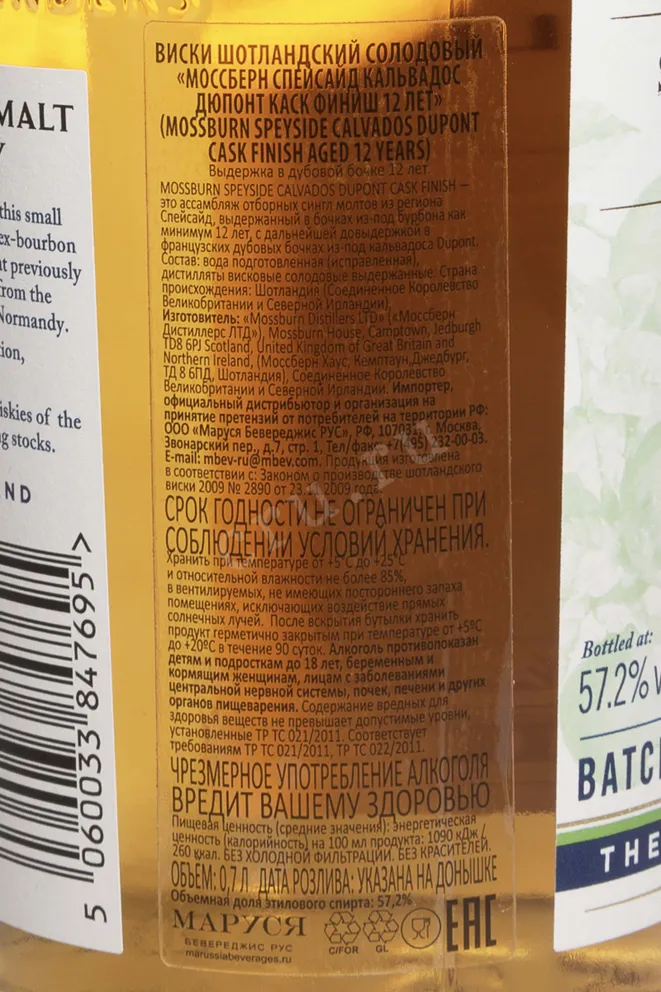 MALT
this small
ex-bourbon
t previously
from the
Normandy.
ion,
iskies of the
g stocks.
ND
5 060033 847695 >
ВИСКИ ШОТЛАНДСКИЙ СОЛОДОВЫЙ
«МОССБЕРН СПЕЙСАЙД КАЛЬВАДОС
ДЮПОНТ КАСК ФИНИШ 12 ЛЕТ»
(MOSSBURN SPEYSIDE CALVADOS DUPONT
CASK FINISH AGED 12 YEARS)
Выдержка в дубовой бочке 12 лет.
MOSSBURN SPEYSIDE CALVADOS DUPONT CASK FINISH —
это ассамбляж отборных сингл молтов из региона
Спейсайд, выдержанный в бочках из-под бурбона как
минимум 12 лет, с дальнейшей довыдержкой в
французских дубовых бочках из-под кальвадоса Dupont.
Состав: вода подготовленная (исправленная),
дистилляты висковые солодовые выдержанные. Страна
происхождения: Шотландия (Соединенное Королевство
Великобритании и Северной Ирландии).
Изготовитель: «Mossburn Distillers LTD» («Моссберн
Дистиллерс ЛТД»), Mossburn House, Camptown, Jedburgh
TD8 6PJ Scotland, United Kingdom of Great Britain and
Northern Ireland, (Моссберн Хаус, Кемптаун, Джедбург,
ТД 8 6ПД, Шотландия), Соединенное Королевство
Великобритании и Северной Ирландии. Импортер,
официальный дистрибьютор и организация на
принятие претензий от потребителей на территории РФ:
ООО «Маруся Бевереджис РУС», РФ, 107035, г. Москва,
Звонарский пер., д.7, стр. 1, Тел/факс +7(495) 232-00-03.
E-mail: mbev-ru@mbev.com. Продукция изготовлена
в соответствии с: Законом о производстве шотландского
виски 2009 № 2890 от 23.11.2009 года.
СРОК ГОДНОСТИ НЕ ОГРАНИЧЕН ПРИ
СОБЛЮДЕНИИ УСЛОВИЙ ХРАНЕНИЯ.
Хранить при температуре от +5°С до +25°С
и относительной влажности не более 85%,
в вентилируемых, не имеющих постороннего запаха
помещениях, исключающих воздействие прямых
солнечных лучей. После вскрытия бутылки хранить
продукт герметично закрытым при температуре от +5ºС
до +20ºС в течение 90 суток. Алкоголь противопоказан
детям и подросткам до 18 лет, беременным и
кормящим женщинам, лицам с заболеваниями
центральной нервной системы, почек, печени и других
органов пищеварения. Содержание вредных для
здоровья веществ не превышает допустимые уровни,
установленные ТР ТС 021/2011. Соответствует
требованиям ТР ТС 021/2011, ТР ТС 022/2011.
ЧРЕЗМЕРНОЕ УПОТРЕБЛЕНИЕ АЛКОГОЛЯ
ВРЕДИТ ВАШЕМУ ЗДОРОВЬЮ
Пищевая ценность (средние значения): энергетическая
ценность (калорийность) на 100 мл продукта: 1090 кДж /
260 ккал. БЕЗ ХОЛОДНОЙ ФИЛЬТРАЦИИ. БЕЗ КРАСИТЕЛЕЙ.
ОБЪЕМ: 0,7 Л. ДАТА РОЗЛИВА: УКАЗАНА НА ДОНЫШКЕ
Объемная доля этилового спирта: 57,2%
МАРУСЯ
БЕВЕРЕДЖИС РУС
marussiabeverages.ru
C/FOR GL
EAC
Bottled at:
57.2%
BATCH
THE